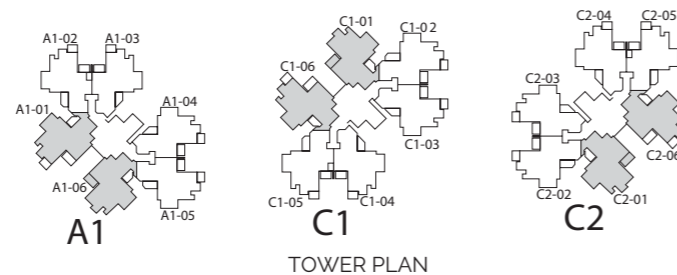 A1-02 A1-03
A1-01
A1-04
A1-06
A1-05
A1
C1-01
C1-02
C1-06
C1-03
C1-05
C1-04
C1
C2-04 C2-05
C2-03
C2-06
C2-02
C2-01
C2
TOWER PLAN